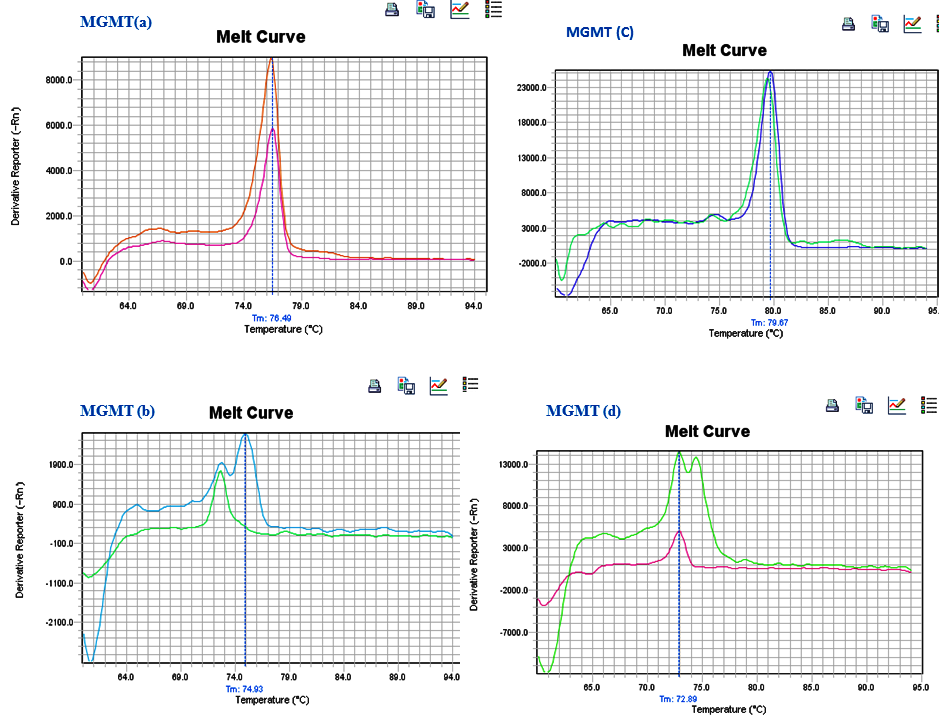 MGMT(a)
Melt Curve
Derivative Reporter (-Rn')
8000.0
6000.0
4000.0
2000.0
0.0
64.0 69.0 74.0 79.0 84.0 89.0 94.0
Tm: 76.49
Temperature (°C)
MGMT (C)
Melt Curve
Derivative Reporter (-Rn')
23000.0
18000.0
13000.0
8000.0
3000.0
-2000.0
65.0 70.0 75.0 80.0 85.0 90.0 95.
Tm: 79.67
Temperature (°C)
MGMT (b)
Melt Curve
Derivative Reporter (-Rn')
1900.0
900.0
-100.0
-1100.0
-2100.0
64.0 69.0 74.0 79.0 84.0 89.0 94.0
Tm: 74.93
Temperature (°C)
MGMT (d)
Melt Curve
Derivative Reporter (-Rn')
13000.0
8000.0
3000.0
-2000.0
-7000.0
65.0 70.0 75.0 80.0 85.0 90.0 95.0
Tm: 72.89
Temperature (°C)